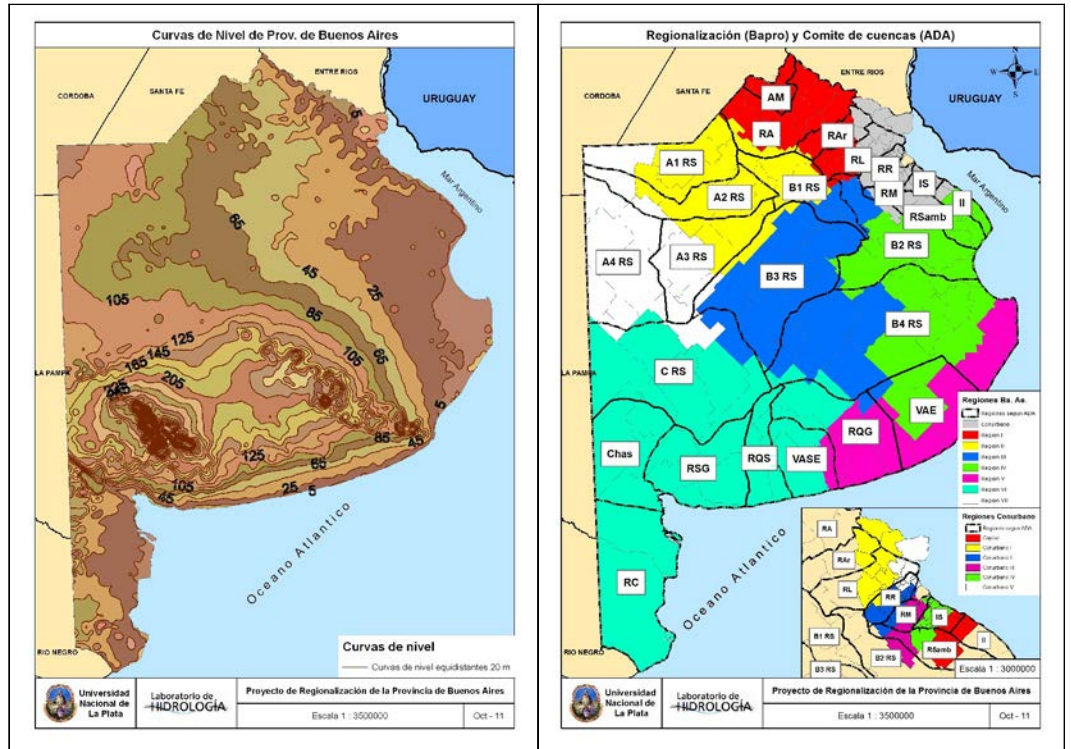 Curvas de Nivel de Prov. de Buenos Aires
ENTRE RIOS
CORDOBA
SANTA FE
URUGUAY
5
Mar Argentino
65
45
25
105
85
125
145
105
165
65
205
LA PAMPA
5
85
45
125
65
105
45
25
5
Oceano Atlantico
RIO NEGRO
Curvas de nivel
Curvas de nivel equidistantes 20 m
Universidad
Nacional de
La Plata
Laboratorio de
HIDROLOGÍA
Proyecto de Regionalización de la Provincia de Buenos Aires
Escala 1 : 3500000
Oct - 11
Regionalización (Bapro) y Comite de cuencas (ADA)
ENTRE RIOS
CORDOBA
SANTA FE
URUGUAY
N
S
AM
RA
RAr
A1 RS
RL
RR
IS
Mar Argentino
A2 RS
B1 RS
RM
II
RSamb
A3 RS
A4 RS
B2 RS
B3 RS
B4 RS
LA PAMPA
C RS
VAE
RQG
Chas
RSG
RQS
VASE
Regiones Bs. As.
Regiones según ADA
Conurbano
Region I
Region II
Region III
Region IV
Region V
Region VI
Region VII
Oceano Atlantico
RC
RIO NEGRO
Regiones Conurbano
Regiones según ADA
Capital
Conurbano I
Conurbano II
Conurbano III
Conurbano IV
Conurbano V
RA
RAr
RL
RR
RM
IS
B1 RS
RSamb
II
B2 RS
B3 RS
Escala 1 : 3000000
Universidad
Nacional de
La Plata
Laboratorio de
HIDROLOGÍA
Proyecto de Regionalización de la Provincia de Buenos Aires
Escala 1 : 3500000
Oct - 11